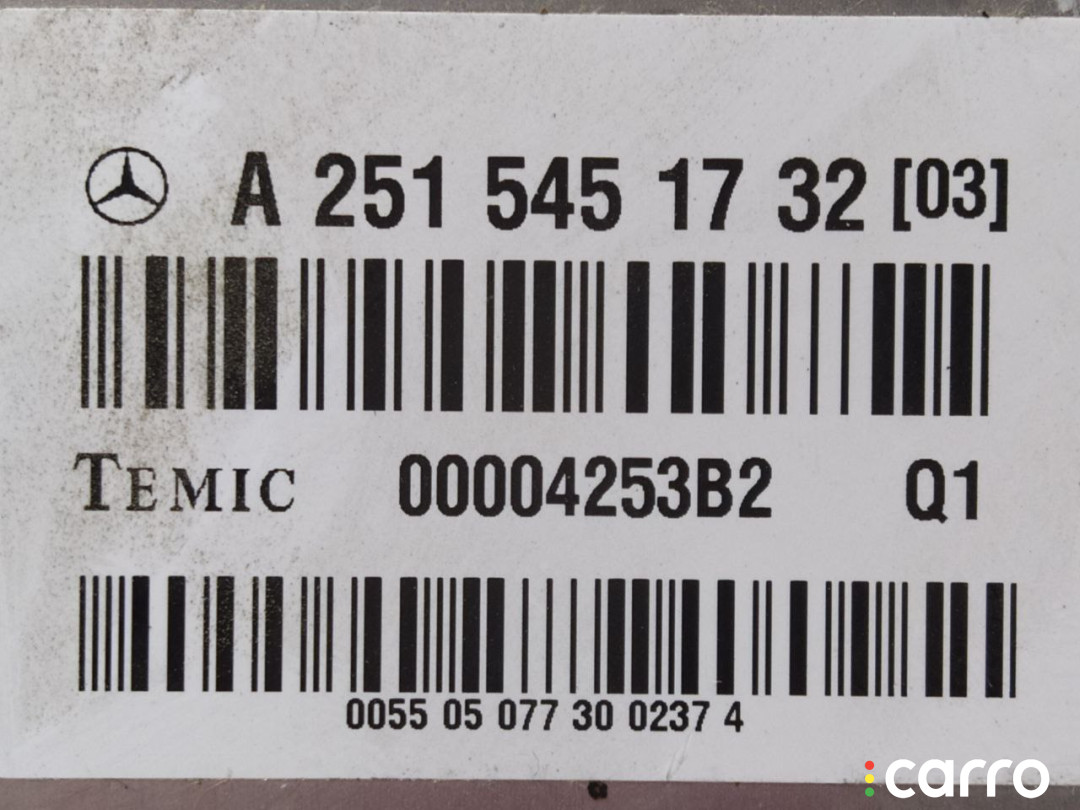 A 251 545 17 32 [03]
TEMIC 00004253B2 Q1
0055 05 077 30 0237 4
carro